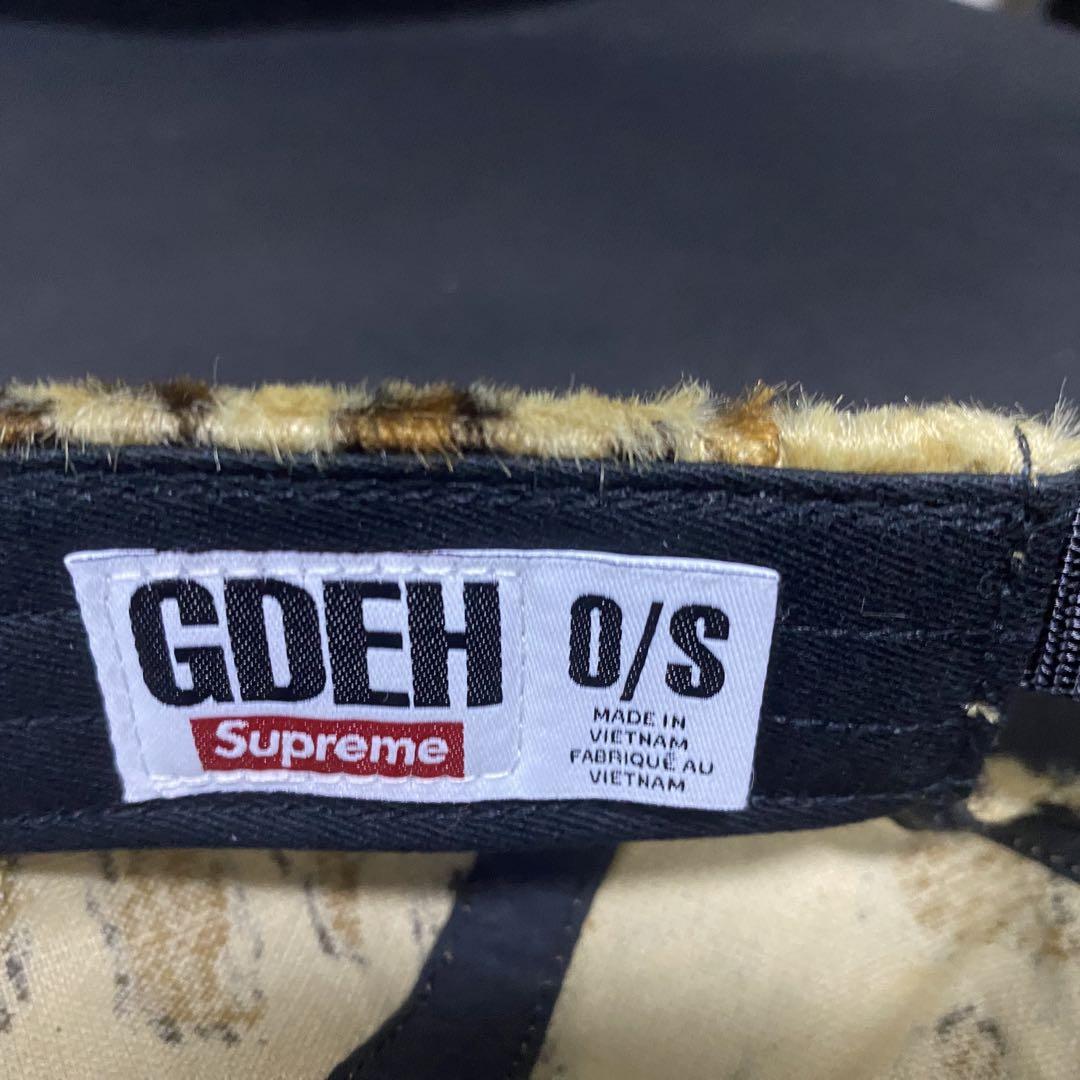 GDEH
Supreme
O/S
MADE IN
VIETNAM
FABRIQUÉ AU
VIETNAM